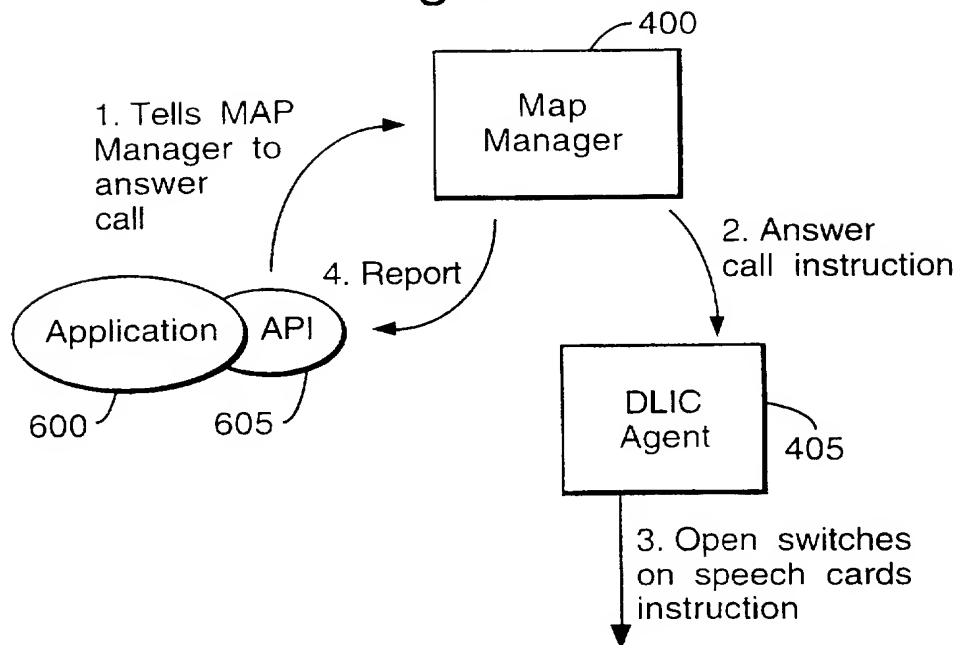 400
Map
Manager
1. Tells MAP
Manager to
answer
call
2. Answer
call instruction
4. Report
Application
API
600
605
DLIC
Agent
405
3. Open switches
on speech cards
instruction